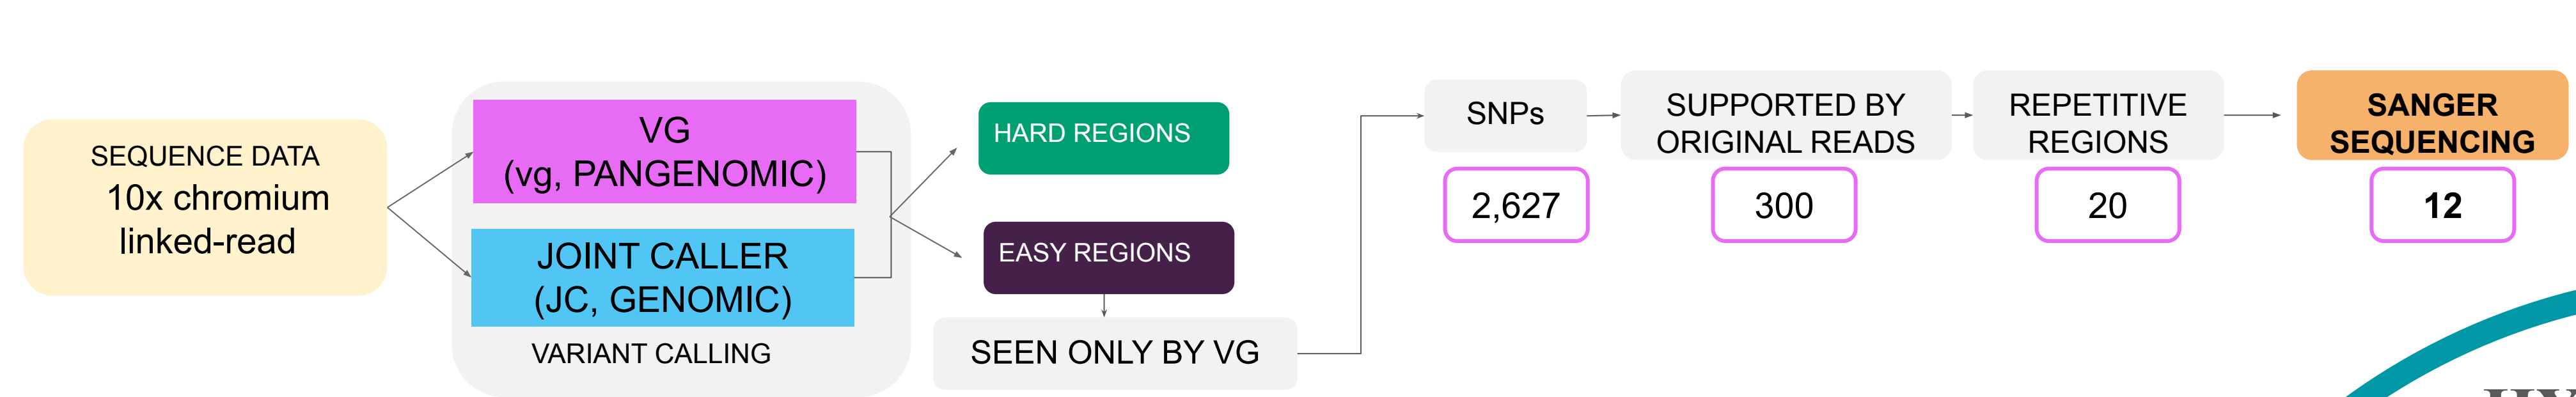 SEQUENCE DATA
10x chromium
linked-read
VG
(vg, PANGENOMIC)
JOINT CALLER
(JC, GENOMIC)
VARIANT CALLING
HARD REGIONS
EASY REGIONS
SEEN ONLY BY VG
SNPs
2,627
SUPPORTED BY
ORIGINAL READS
300
REPETITIVE
REGIONS
20
SANGER
SEQUENCING
12